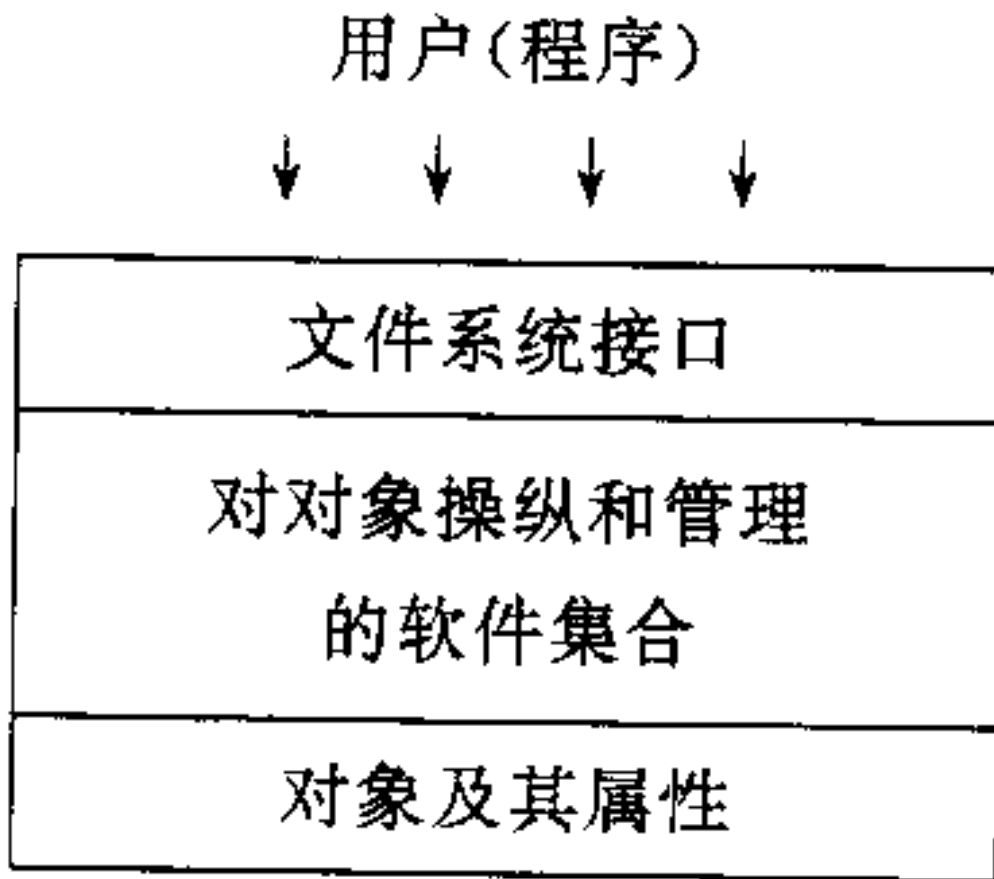 用户(程序)
文件系统接口
对对象操纵和管理
的软件集合
对象及其属性